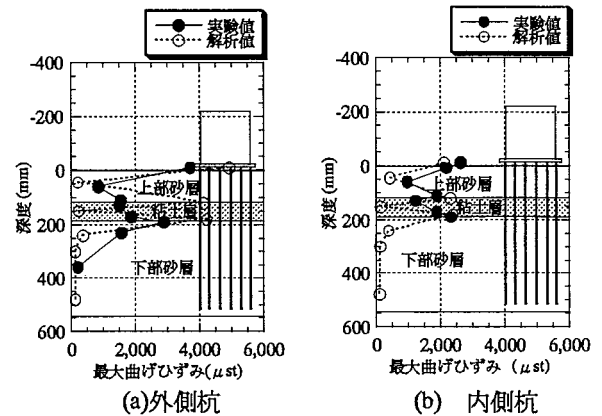 実験値
解析値
-400
-200
0
200
400
600
深度 (mm)
上部砂層
粘土層
下部砂層
0
2,000
4,000
6,000
最大曲げひずみ(μst)
(a)外側杭
実験値
解析値
-400
-200
0
200
400
600
深度 (mm)
上部砂層
粘土層
下部砂層
0
2,000
4,000
6,000
最大曲げひずみ (μst)
(b) 内側杭